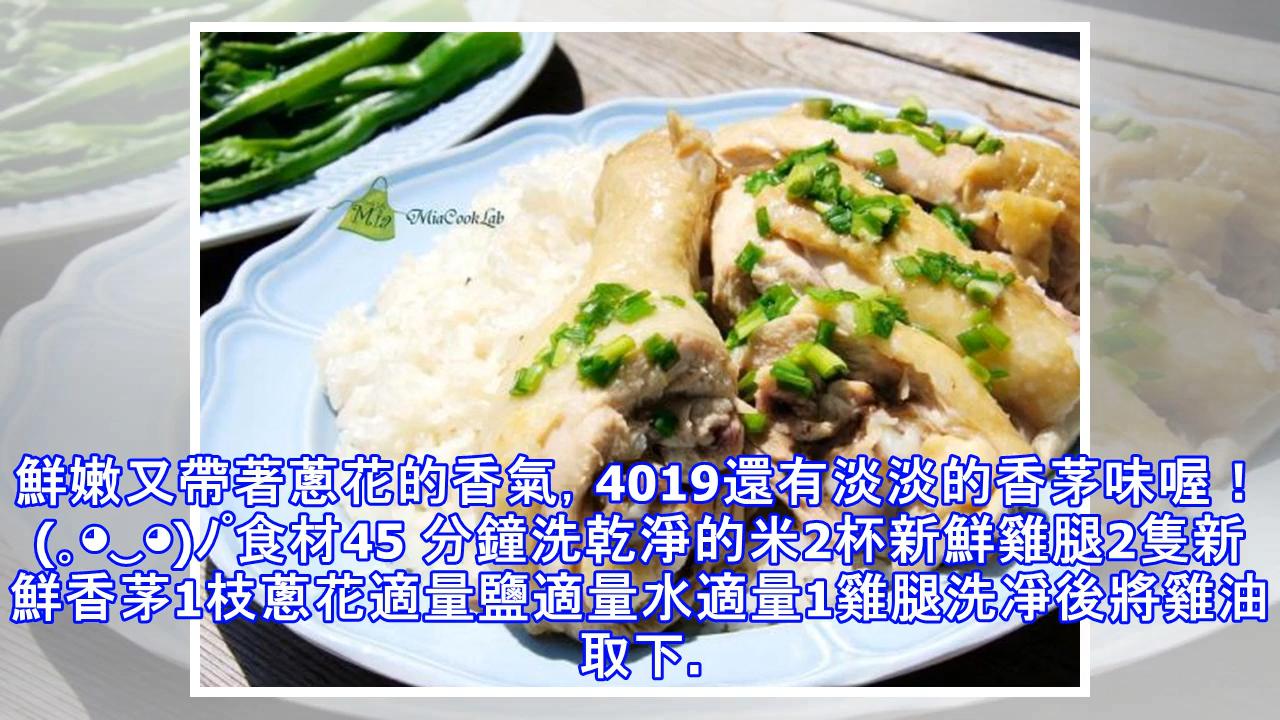 Mia
MiaCookLab
鮮嫩又帶著蔥花的香氣, 4019還有淡淡的香茅味喔！
(｡◕‿◕)ﾉﾟ食材45 分鐘洗乾淨的米2杯新鮮雞腿2隻新
鮮香茅1枝蔥花適量鹽適量水適量1雞腿洗淨後將雞油
取下.